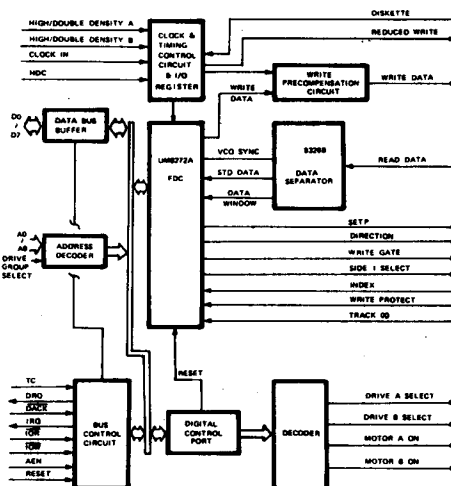 HIGH/DOUBLE DENSITY A
HIGH/DOUBLE DENSITY B
CLOCK IN
HDC
CLOCK &
TIMING
CONTROL
CIRCUIT
& I/O
REGISTER
DISKETTE
REDUCED WRITE
WRITE
PRECOMPENSATION
CIRCUIT
WRITE DATA
WRITE
DATA
D0
/
D7
DATA BUS
BUFFER
UM8272A
FDC
VCO SYNC
STD DATA
DATA
WINDOW
9326B
DATA
SEPARATOR
READ DATA
A0
/
A9
DRIVE
GROUP
SELECT
ADDRESS
DECODER
SETP
DIRECTION
WRITE GATE
SIDE 1 SELECT
INDEX
WRITE PROTECT
TRACK 00
RESET
TC
DRQ
DACK
IRQ
IOR
IOW
AEN
RESET
BUS
CONTROL
CIRCUIT
DIGITAL
CONTROL
PORT
DECODER
DRIVE A SELECT
DRIVE B SELECT
MOTOR A ON
MOTOR B ON